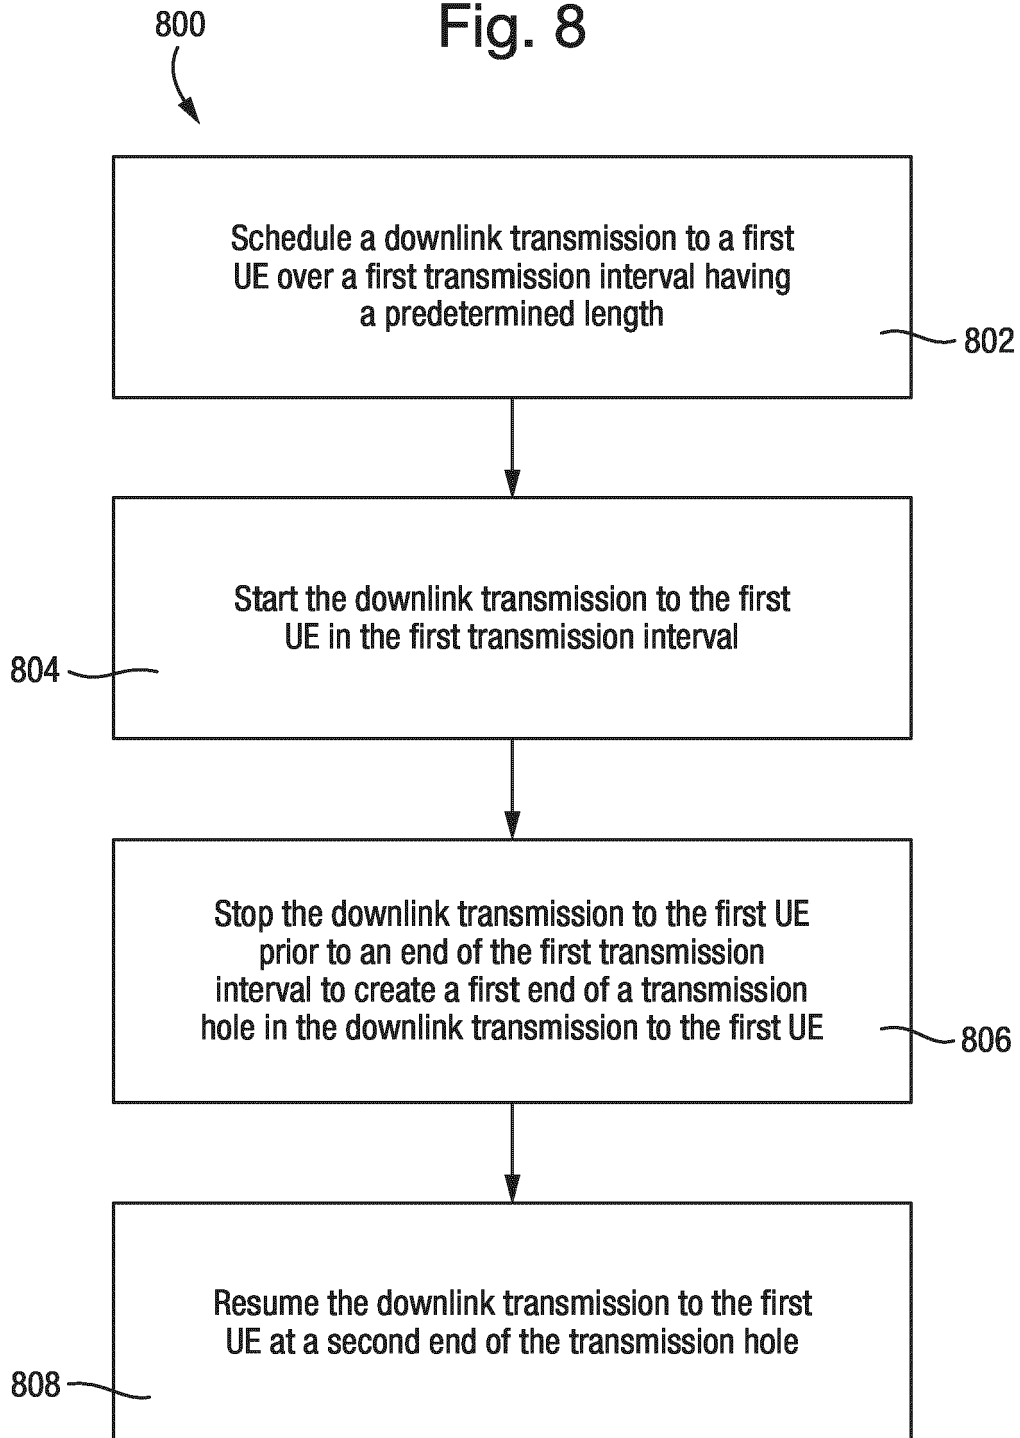 Fig. 8
800
Schedule a downlink transmission to a first
UE over a first transmission interval having
a predetermined length
802
Start the downlink transmission to the first
UE in the first transmission interval
804
Stop the downlink transmission to the first UE
prior to an end of the first transmission
interval to create a first end of a transmission
hole in the downlink transmission to the first UE
806
Resume the downlink transmission to the first
UE at a second end of the transmission hole
808